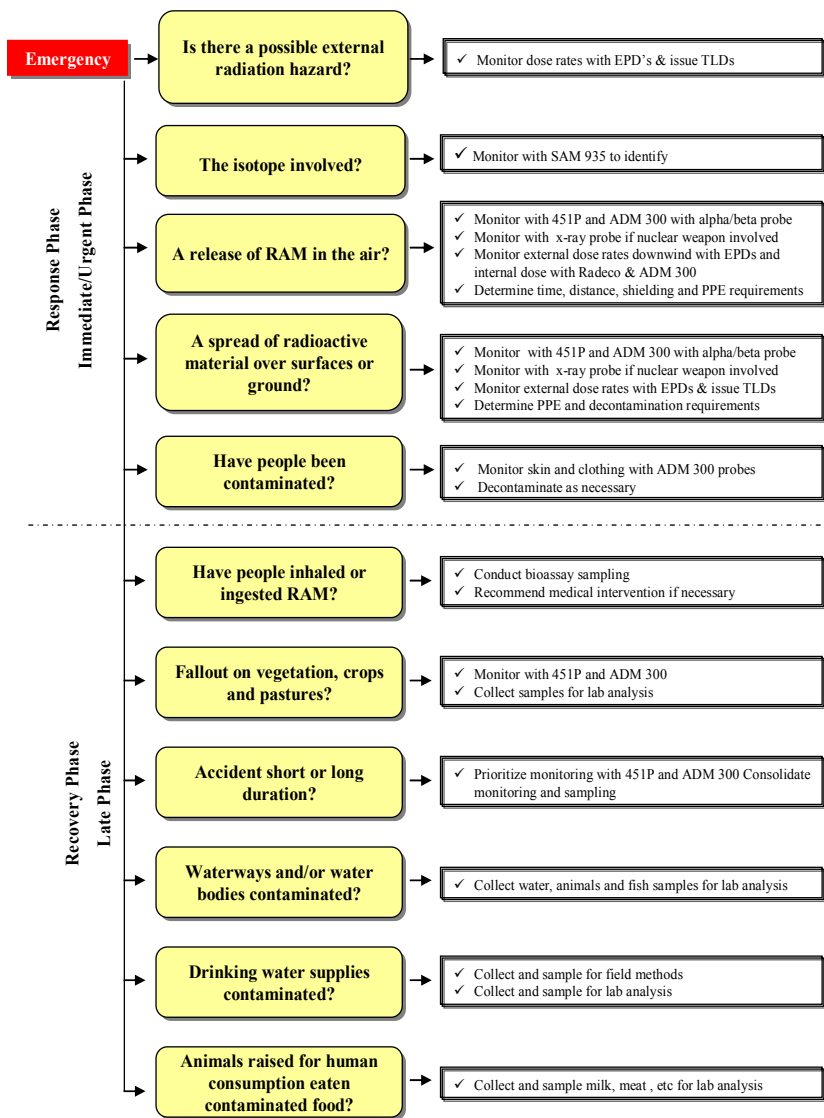 Emergency
Is there a possible external
radiation hazard?
✓ Monitor dose rates with EPD's & issue TLDs
Response Phase
Immediate/Urgent Phase
The isotope involved?
✓ Monitor with SAM 935 to identify
A release of RAM in the air?
✓ Monitor with 451P and ADM 300 with alpha/beta probe
✓ Monitor with x-ray probe if nuclear weapon involved
✓ Monitor external dose rates downwind with EPDs and
internal dose with Radeco & ADM 300
✓ Determine time, distance, shielding and PPE requirements
A spread of radioactive
material over surfaces or
ground?
✓ Monitor with 451P and ADM 300 with alpha/beta probe
✓ Monitor with x-ray probe if nuclear weapon involved
✓ Monitor external dose rates with EPDs & issue TLDs
✓ Determine PPE and decontamination requirements
Have people been
contaminated?
✓ Monitor skin and clothing with ADM 300 probes
✓ Decontaminate as necessary
Recovery Phase
Late Phase
Have people inhaled or
ingested RAM?
✓ Conduct bioassay sampling
✓ Recommend medical intervention if necessary
Fallout on vegetation, crops
and pastures?
✓ Monitor with 451P and ADM 300
✓ Collect samples for lab analysis
Accident short or long
duration?
✓ Prioritize monitoring with 451P and ADM 300 Consolidate
monitoring and sampling
Waterways and/or water
bodies contaminated?
✓ Collect water, animals and fish samples for lab analysis
Drinking water supplies
contaminated?
✓ Collect and sample for field methods
✓ Collect and sample for lab analysis
Animals raised for human
consumption eaten
contaminated food?
✓ Collect and sample milk, meat , etc for lab analysis